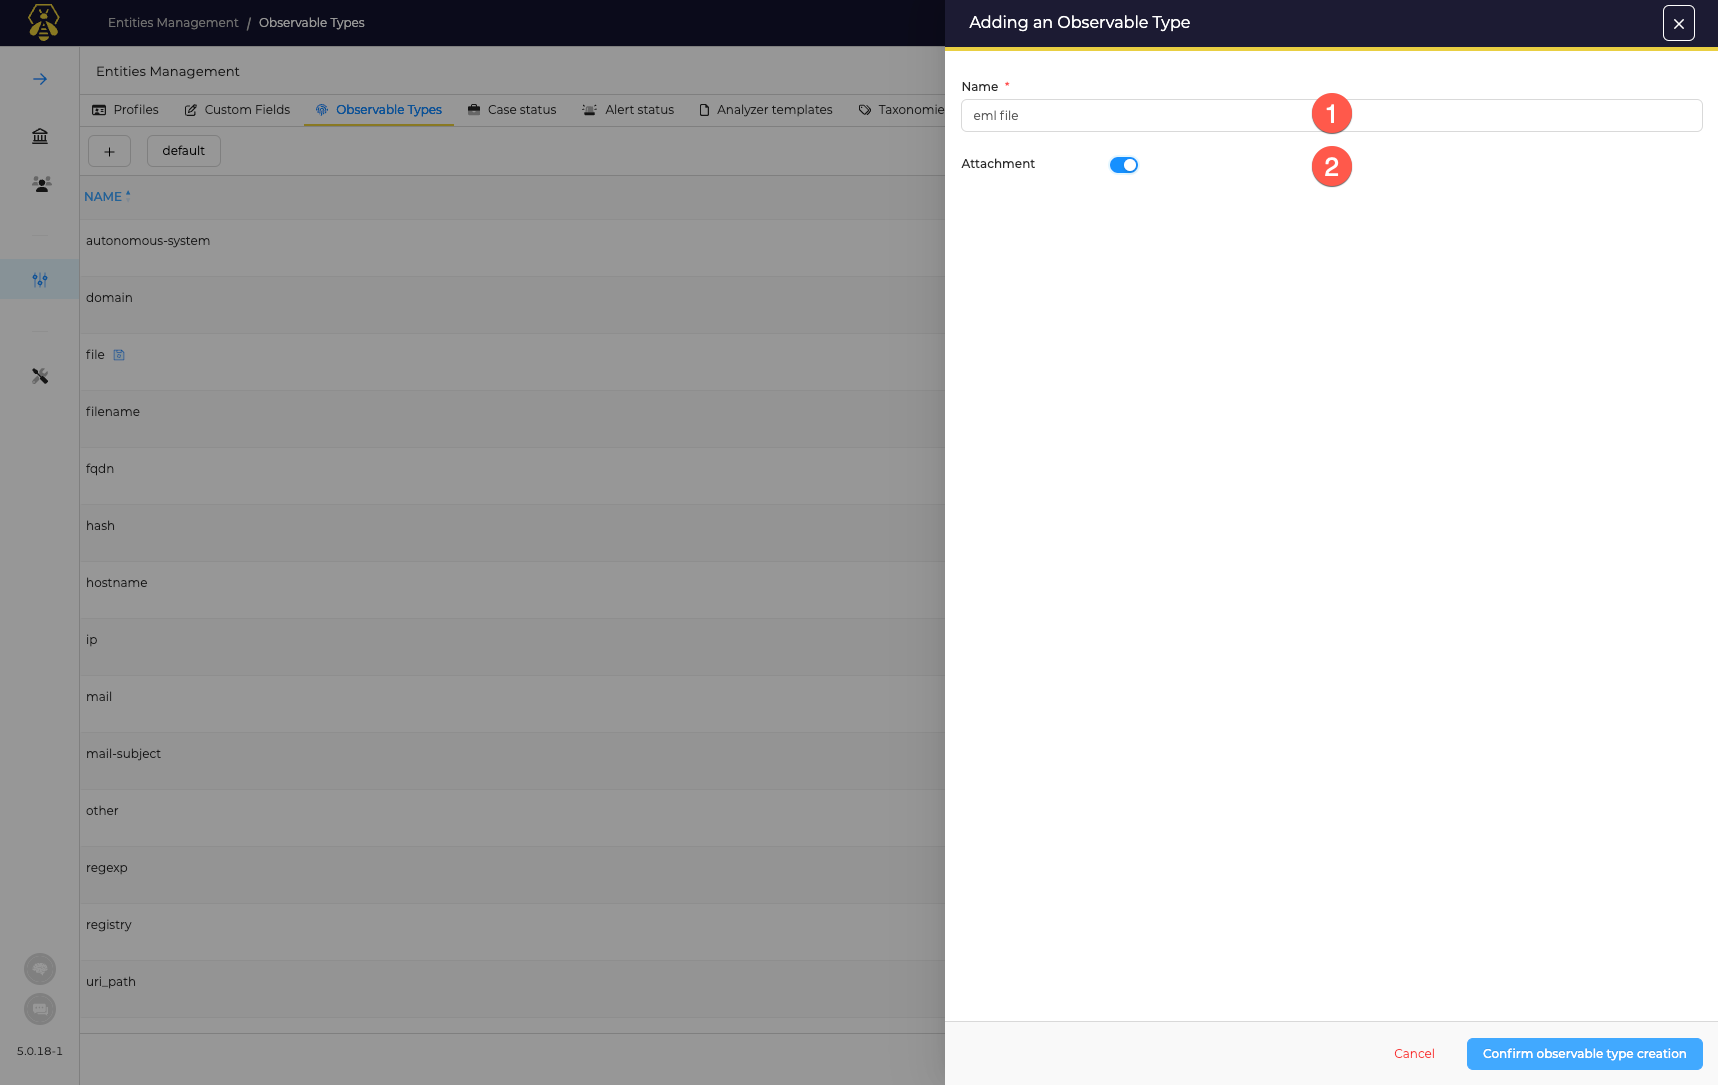 Entities Management / Observable Types
Adding an Observable Type
Entities Management
Profiles Custom Fields Observable Types Case status Alert status Analyzer templates Taxonomie
default
NAME
autonomous-system
domain
file
filename
fqdn
hash
hostname
ip
mail
mail-subject
other
regexp
registry
uri_path
5.0.18-1
Name *
eml file
1
Attachment
2
Cancel
Confirm observable type creation